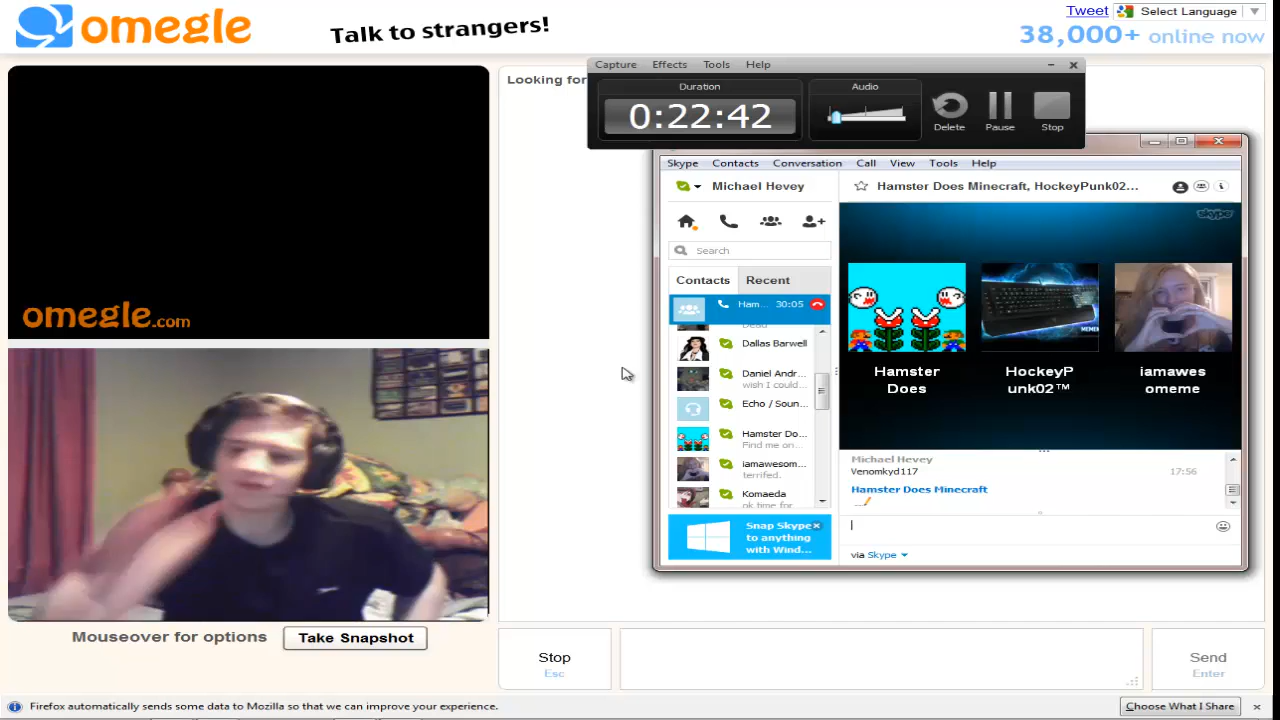 omegle
Talk to strangers!
Tweet
Select Language
38,000+ online now
Looking for
Capture Effects Tools Help
Duration
Audio
0:22:42
Delete Pause Stop
Skype Contacts Conversation Call View Tools Help
Michael Hevey
Hamster Does Minecraft, HockeyPunk02...
skype
Search
Contacts Recent
Ham... 30:05
Dead
Dallas Barwell
Daniel Andr...
wish I could...
Echo / Soun...
Hamster Do...
Find me on...
iamawesom...
terrifed.
Komaeda
ok time for
Hamster
Does
HockeyP
unk02™
iamawes
omeme
Michael Hevey
Venomkyd117 17:56
Hamster Does Minecraft
Snap Skype
to anything
with Wind...
via Skype
omegle.com
Mouseover for options
Take Snapshot
Stop
Esc
Send
Enter
Firefox automatically sends some data to Mozilla so that we can improve your experience.
Choose What I Share